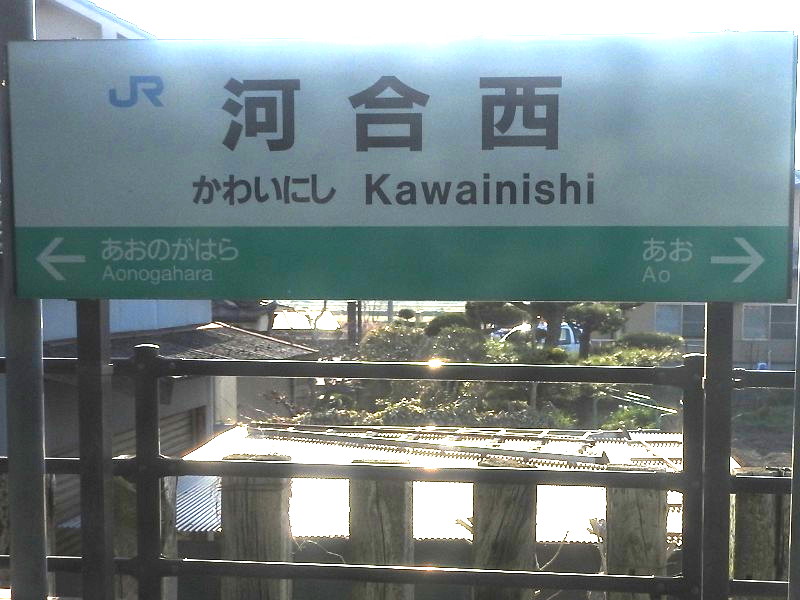 JR 河合西
かわいにし Kawainishi
← あおのがはら あお →
Aonogahara Ao